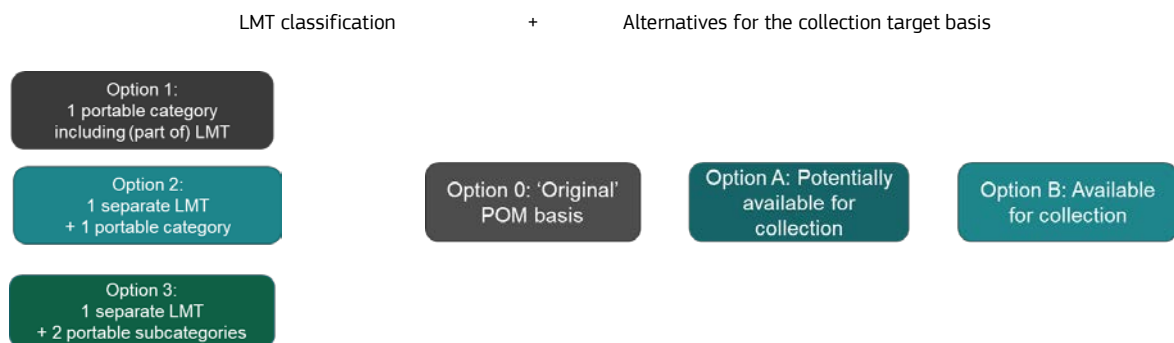 LMT classification + Alternatives for the collection target basis
Option 1:
1 portable category
including (part of) LMT
Option 2:
1 separate LMT
+ 1 portable category
Option 3:
1 separate LMT
+ 2 portable subcategories
Option 0: ‘Original’
POM basis
Option A: Potentially
available for
collection
Option B: Available
for collection